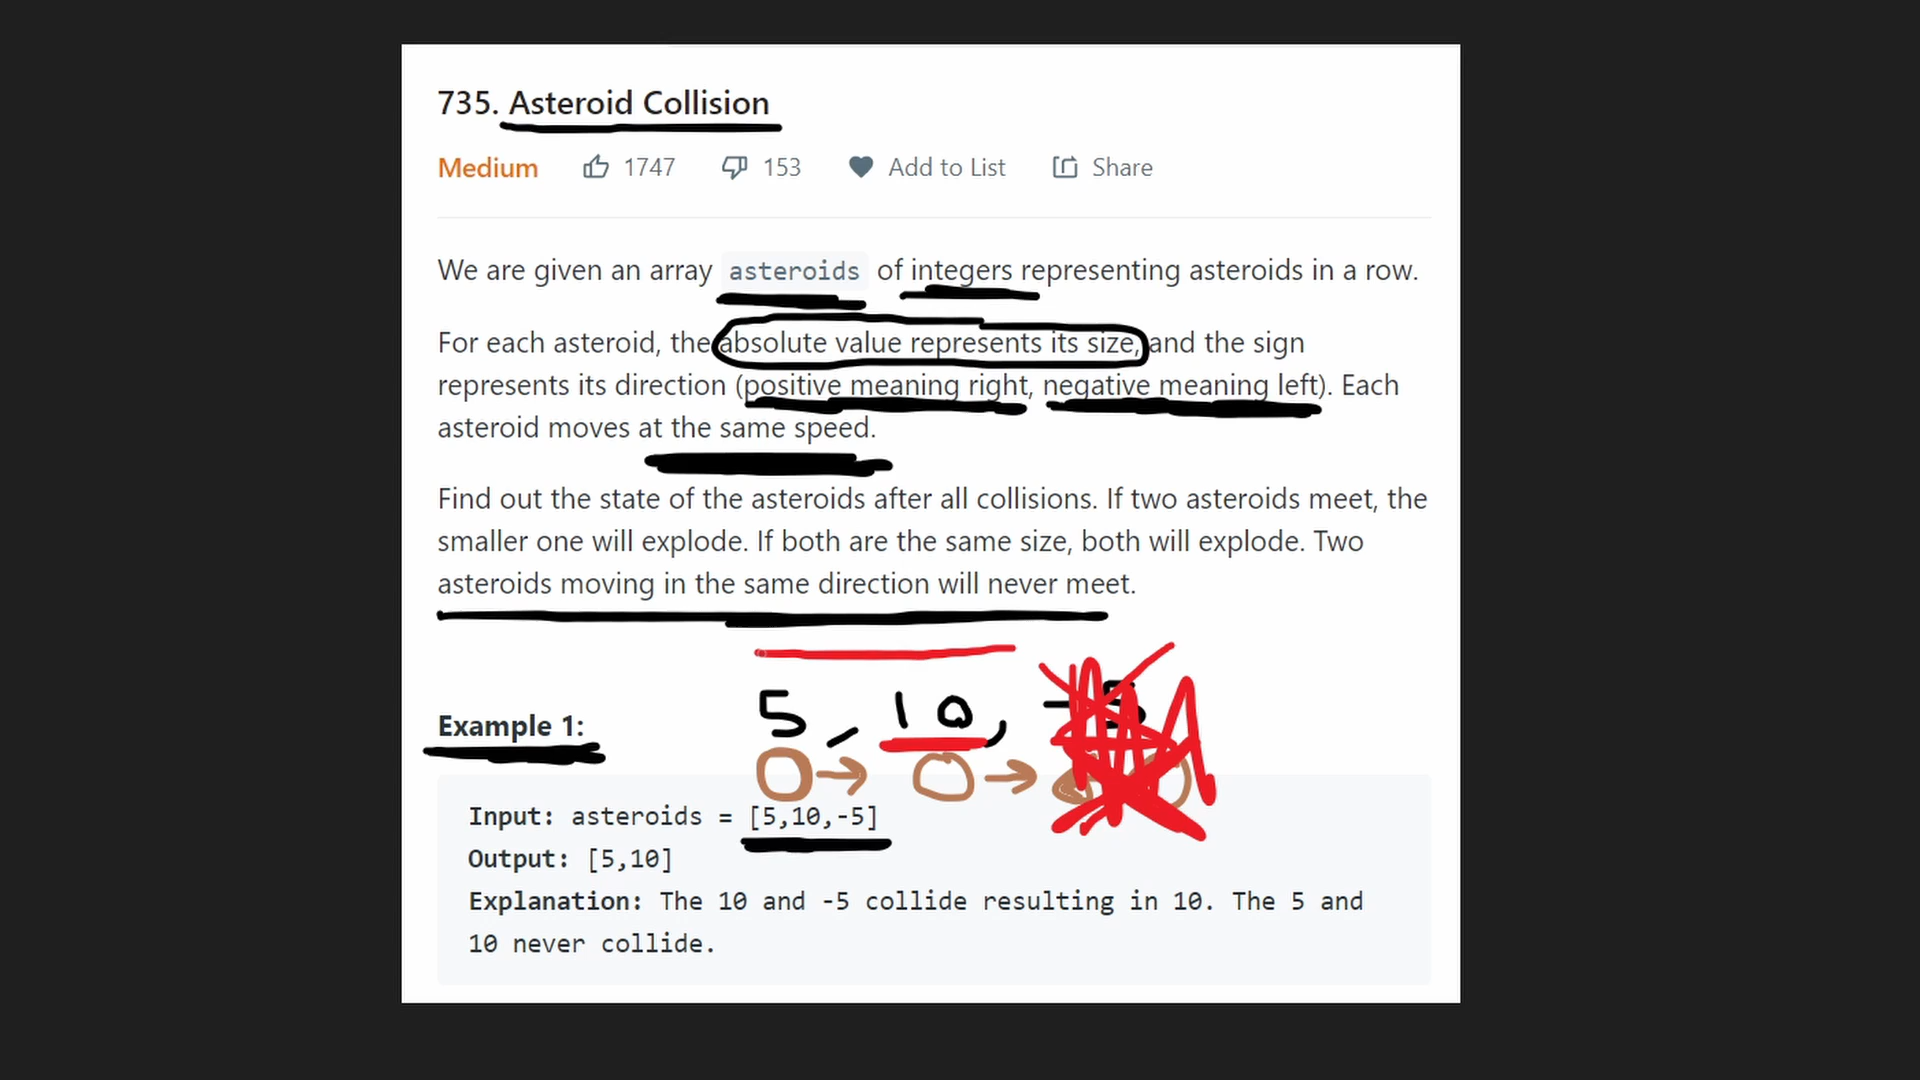 735. Asteroid Collision
Medium 1747 153 Add to List Share
We are given an array asteroids of integers representing asteroids in a row.
For each asteroid, the absolute value represents its size, and the sign
represents its direction (positive meaning right, negative meaning left). Each
asteroid moves at the same speed.
Find out the state of the asteroids after all collisions. If two asteroids meet, the
smaller one will explode. If both are the same size, both will explode. Two
asteroids moving in the same direction will never meet.
5, 10, -5
Example 1:
Input: asteroids = [5,10,-5]
Output: [5,10]
Explanation: The 10 and -5 collide resulting in 10. The 5 and
10 never collide.